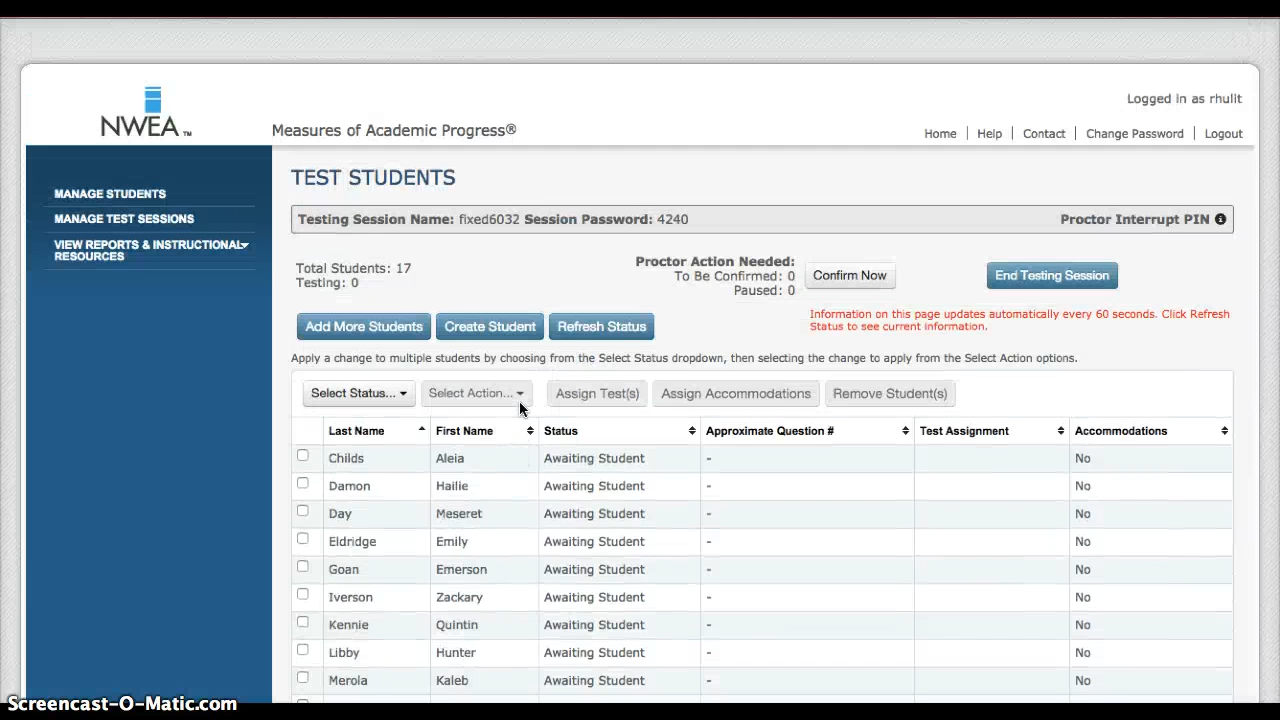 Logged in as rhulit
NWEA™
Measures of Academic Progress®
Home | Help | Contact | Change Password | Logout
MANAGE STUDENTS
MANAGE TEST SESSIONS
VIEW REPORTS & INSTRUCTIONAL
RESOURCES
TEST STUDENTS
Testing Session Name: fixed6032 Session Password: 4240 Proctor Interrupt PIN
Total Students: 17
Testing: 0
Proctor Action Needed:
To Be Confirmed: 0
Paused: 0
Confirm Now
End Testing Session
Add More Students Create Student Refresh Status
Information on this page updates automatically every 60 seconds. Click Refresh
Status to see current information.
Apply a change to multiple students by choosing from the Select Status dropdown, then selecting the change to apply from the Select Action options.
Select Status... Select Action... Assign Test(s) Assign Accommodations Remove Student(s)
Last Name First Name Status Approximate Question # Test Assignment Accommodations
Childs Aleia Awaiting Student - No
Damon Hailie Awaiting Student - No
Day Meseret Awaiting Student - No
Eldridge Emily Awaiting Student - No
Goan Emerson Awaiting Student - No
Iverson Zackary Awaiting Student - No
Kennie Quintin Awaiting Student - No
Libby Hunter Awaiting Student - No
Merola Kaleb Awaiting Student - No
Screencast-O-Matic.com